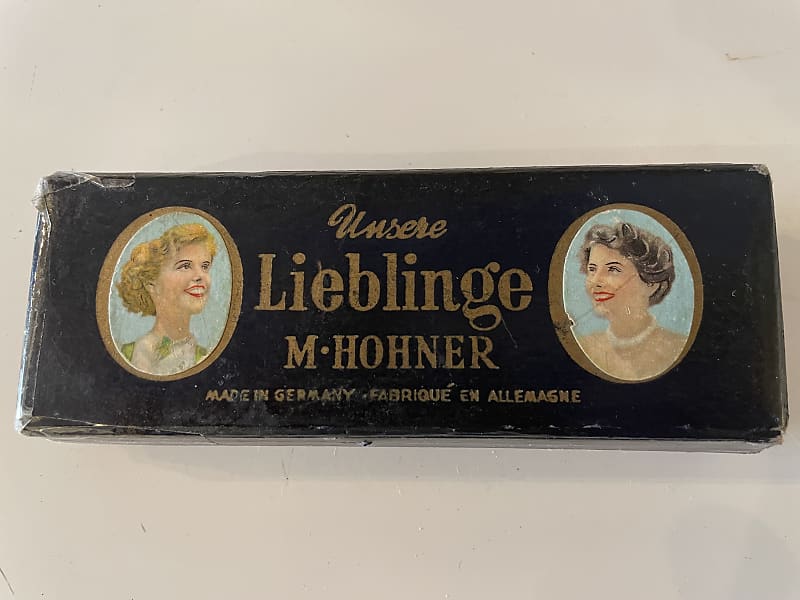 Unsere
Lieblinge
M·HOHNER
MADE IN GERMANY · FABRIQUÉ EN ALLEMAGNE